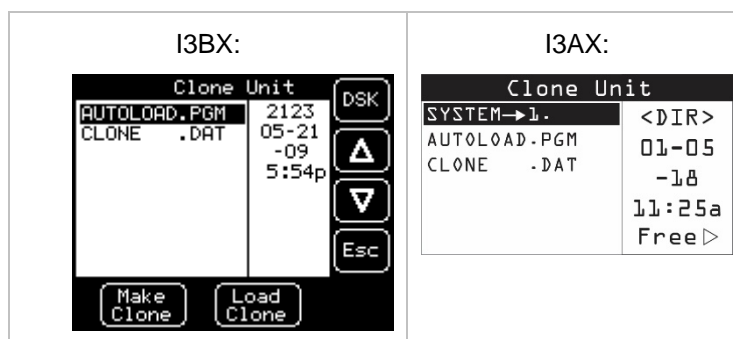 I3BX:
Clone Unit
DSK
AUTOLOAD.PGM 2123
CLONE .DAT 05-21
-09
5:54p
Esc
Make Clone
Load Clone
I3AX:
Clone Unit
SYSTEM→1. <DIR>
AUTOLOAD.PGM 01-05
CLONE .DAT -18
11:25a
Free▷